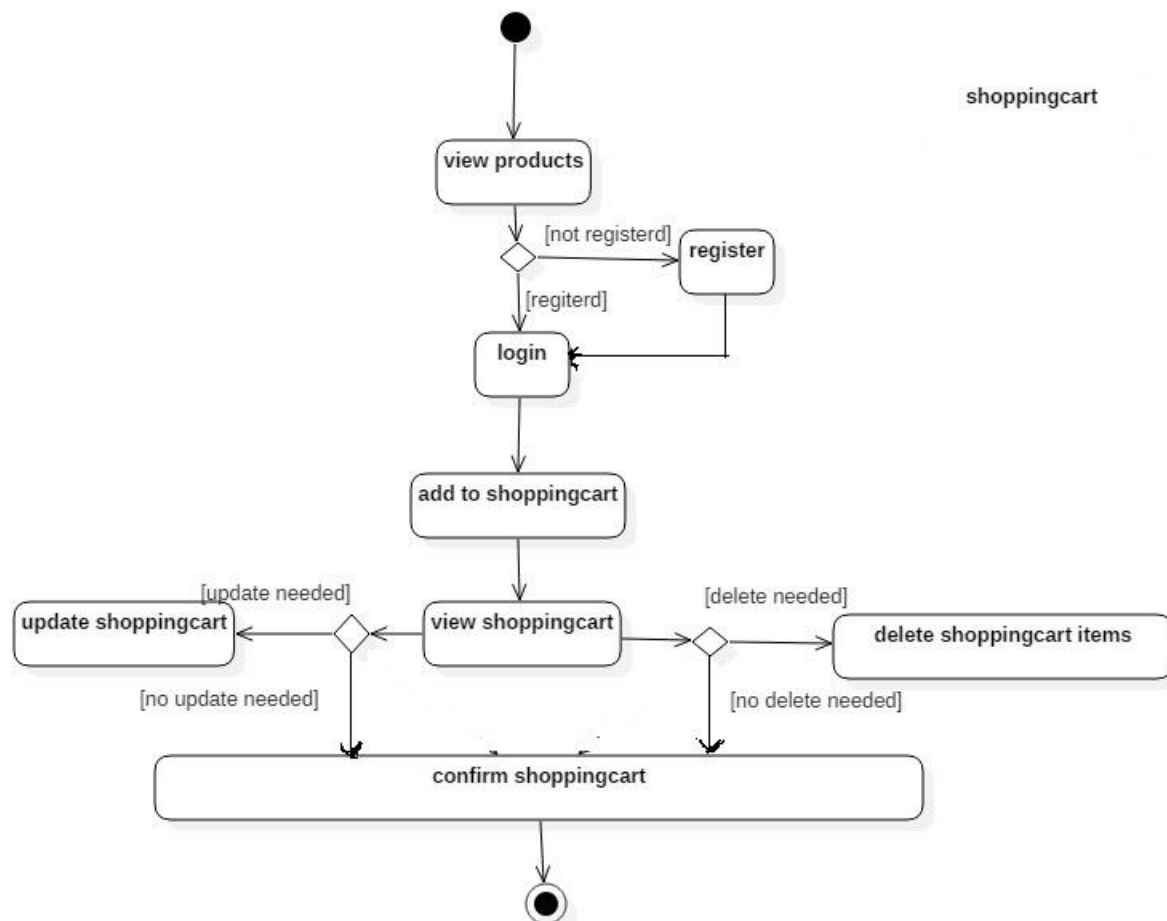 shoppingcart
view products
[not registerd]
register
[regiterd]
login
add to shoppingcart
[update needed]
[delete needed]
update shoppingcart
view shoppingcart
delete shoppingcart items
[no update needed]
[no delete needed]
confirm shoppingcart